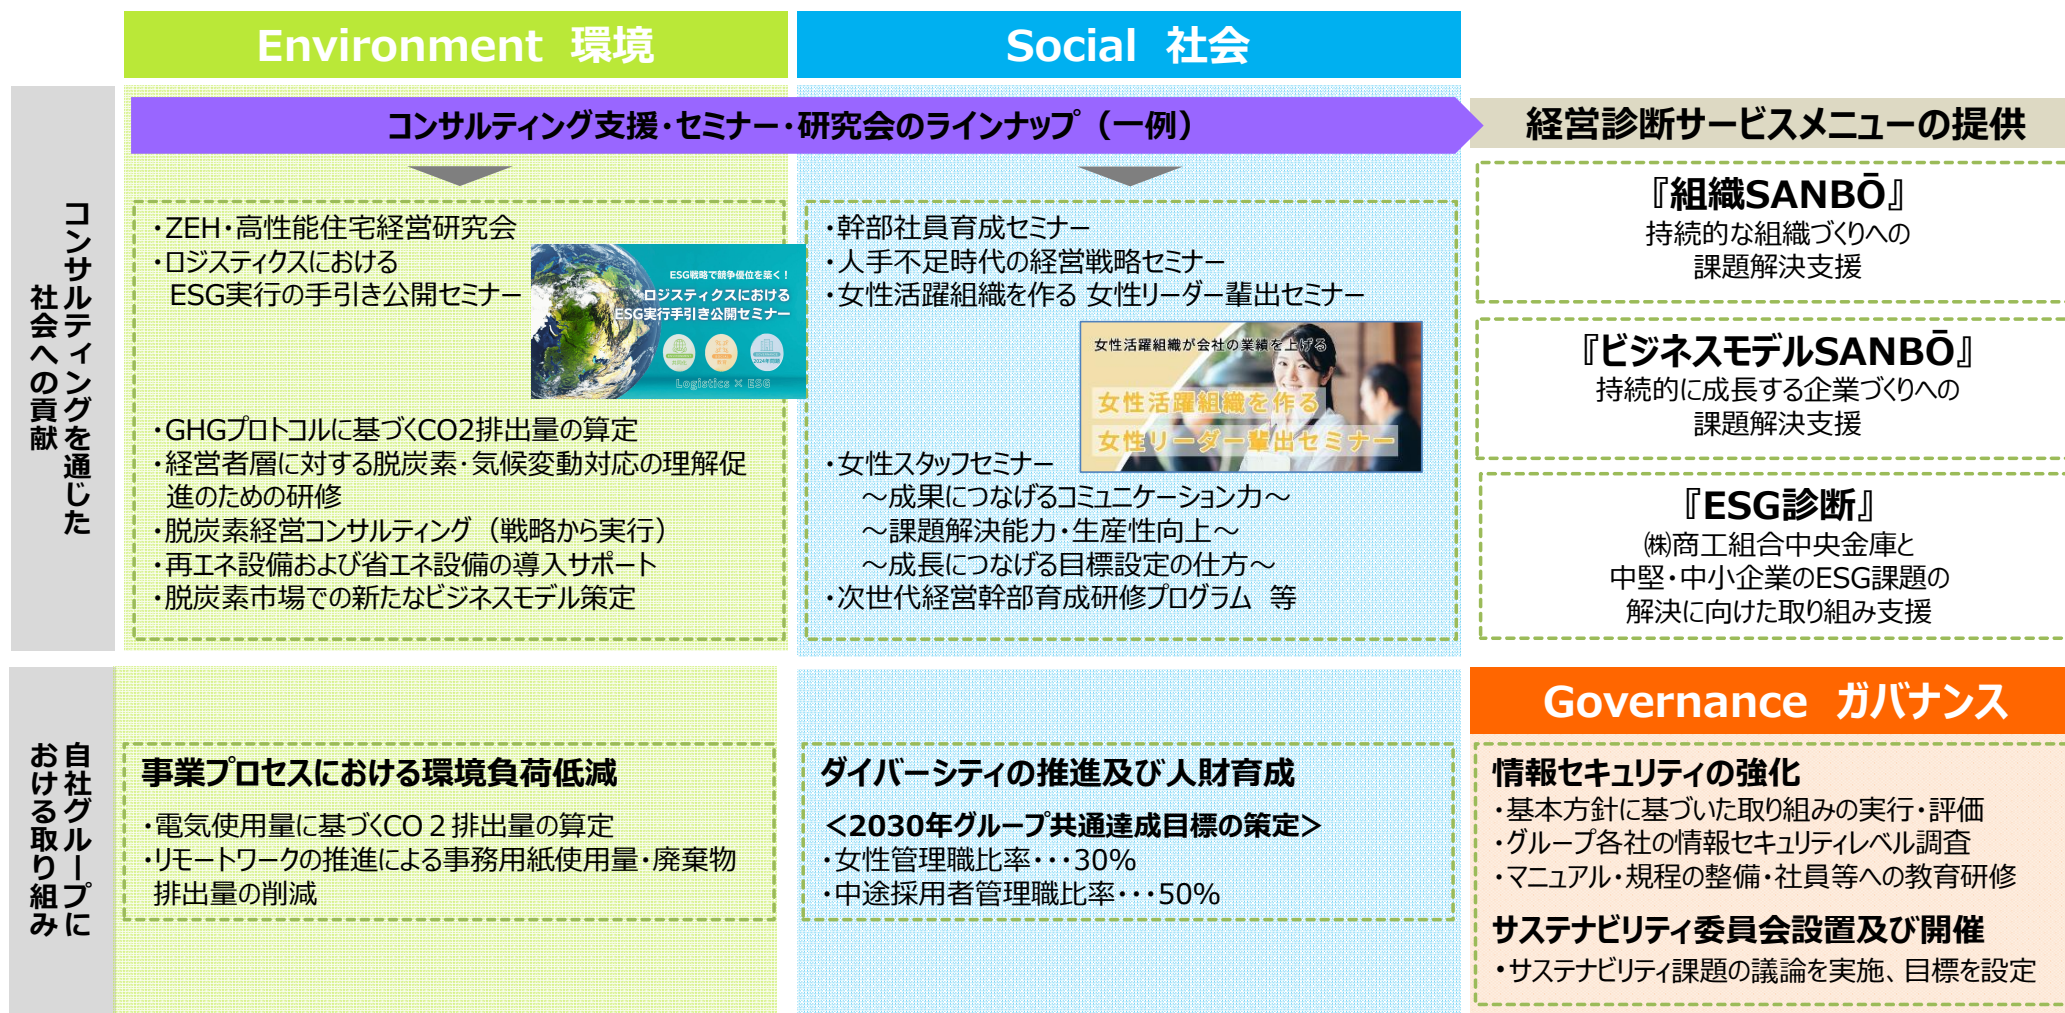 Environment 環境
Social 社会
コンサルティングを通じた
社会への貢献
コンサルティング支援・セミナー・研究会のラインナップ（一例）
・ZEH・高性能住宅経営研究会
・ロジスティクスにおける
ESG実行の手引き公開セミナー
ESG戦略で競争優位を築く！
ロジスティクスにおける
ESG実行手引き公開セミナー
2024年問題
Logistics × ESG
・GHGプロトコルに基づくCO2排出量の算定
・経営者層に対する脱炭素・気候変動対応の理解促
進のための研修
・脱炭素経営コンサルティング（戦略から実行）
・再エネ設備および省エネ設備の導入サポート
・脱炭素市場での新たなビジネスモデル策定
・幹部社員育成セミナー
・人手不足時代の経営戦略セミナー
・女性活躍組織を作る 女性リーダー輩出セミナー
女性活躍組織が会社の業績を上げる
女性活躍組織を作る
女性リーダー輩出セミナー
・女性スタッフセミナー
～成果につなげるコミュニケーション力～
～課題解決能力・生産性向上～
～成長につなげる目標設定の仕方～
・次世代経営幹部育成研修プログラム 等
経営診断サービスメニューの提供
『組織SANBŌ』
持続的な組織づくりへの
課題解決支援
『ビジネスモデルSANBŌ』
持続的に成長する企業づくりへの
課題解決支援
『ESG診断』
㈱商工組合中央金庫と
中堅・中小企業のESG課題の
解決に向けた取り組み支援
自社グループに
おける取り組み
事業プロセスにおける環境負荷低減
・電気使用量に基づくCO２排出量の算定
・リモートワークの推進による事務用紙使用量・廃棄物
排出量の削減
ダイバーシティの推進及び人財育成
＜2030年グループ共通達成目標の策定＞
・女性管理職比率・・・30%
・中途採用者管理職比率・・・50%
Governance ガバナンス
情報セキュリティの強化
・基本方針に基づいた取り組みの実行・評価
・グループ各社の情報セキュリティレベル調査
・マニュアル・規程の整備・社員等への教育研修
サステナビリティ委員会設置及び開催
・サステナビリティ課題の議論を実施、目標を設定